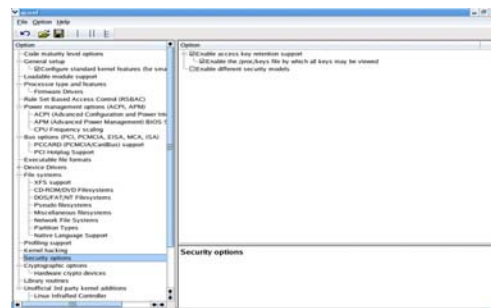 qconf
File Option Help
Option
Code maturity level options
General setup
Configure standard kernel features (for sma
Loadable module support
Processor type and features
Firmware Drivers
Rule Set Based Access Control (RSBAC)
Power management options (ACPI, APM)
ACPI (Advanced Configuration and Power Int
APM (Advanced Power Management) BIOS S
CPU Frequency scaling
Bus options (PCI, PCMCIA, EISA, MCA, ISA)
PCCARD (PCMCIA/CardBus) support
PCI Hotplug Support
Executable file formats
Device Drivers
File systems
XFS support
CD-ROM/DVD Filesystems
DOS/FAT/NT Filesystems
Pseudo filesystems
Miscellaneous filesystems
Network File Systems
Partition Types
Native Language Support
Profiling support
Kernel hacking
Security options
Cryptographic options
Hardware crypto devices
Library routines
Unofficial 3rd party kernel additions
Linux InfraRed Controller
Option
Enable access key retention support
Enable the /proc/keys file by which all keys may be viewed
Enable different security models
Security options